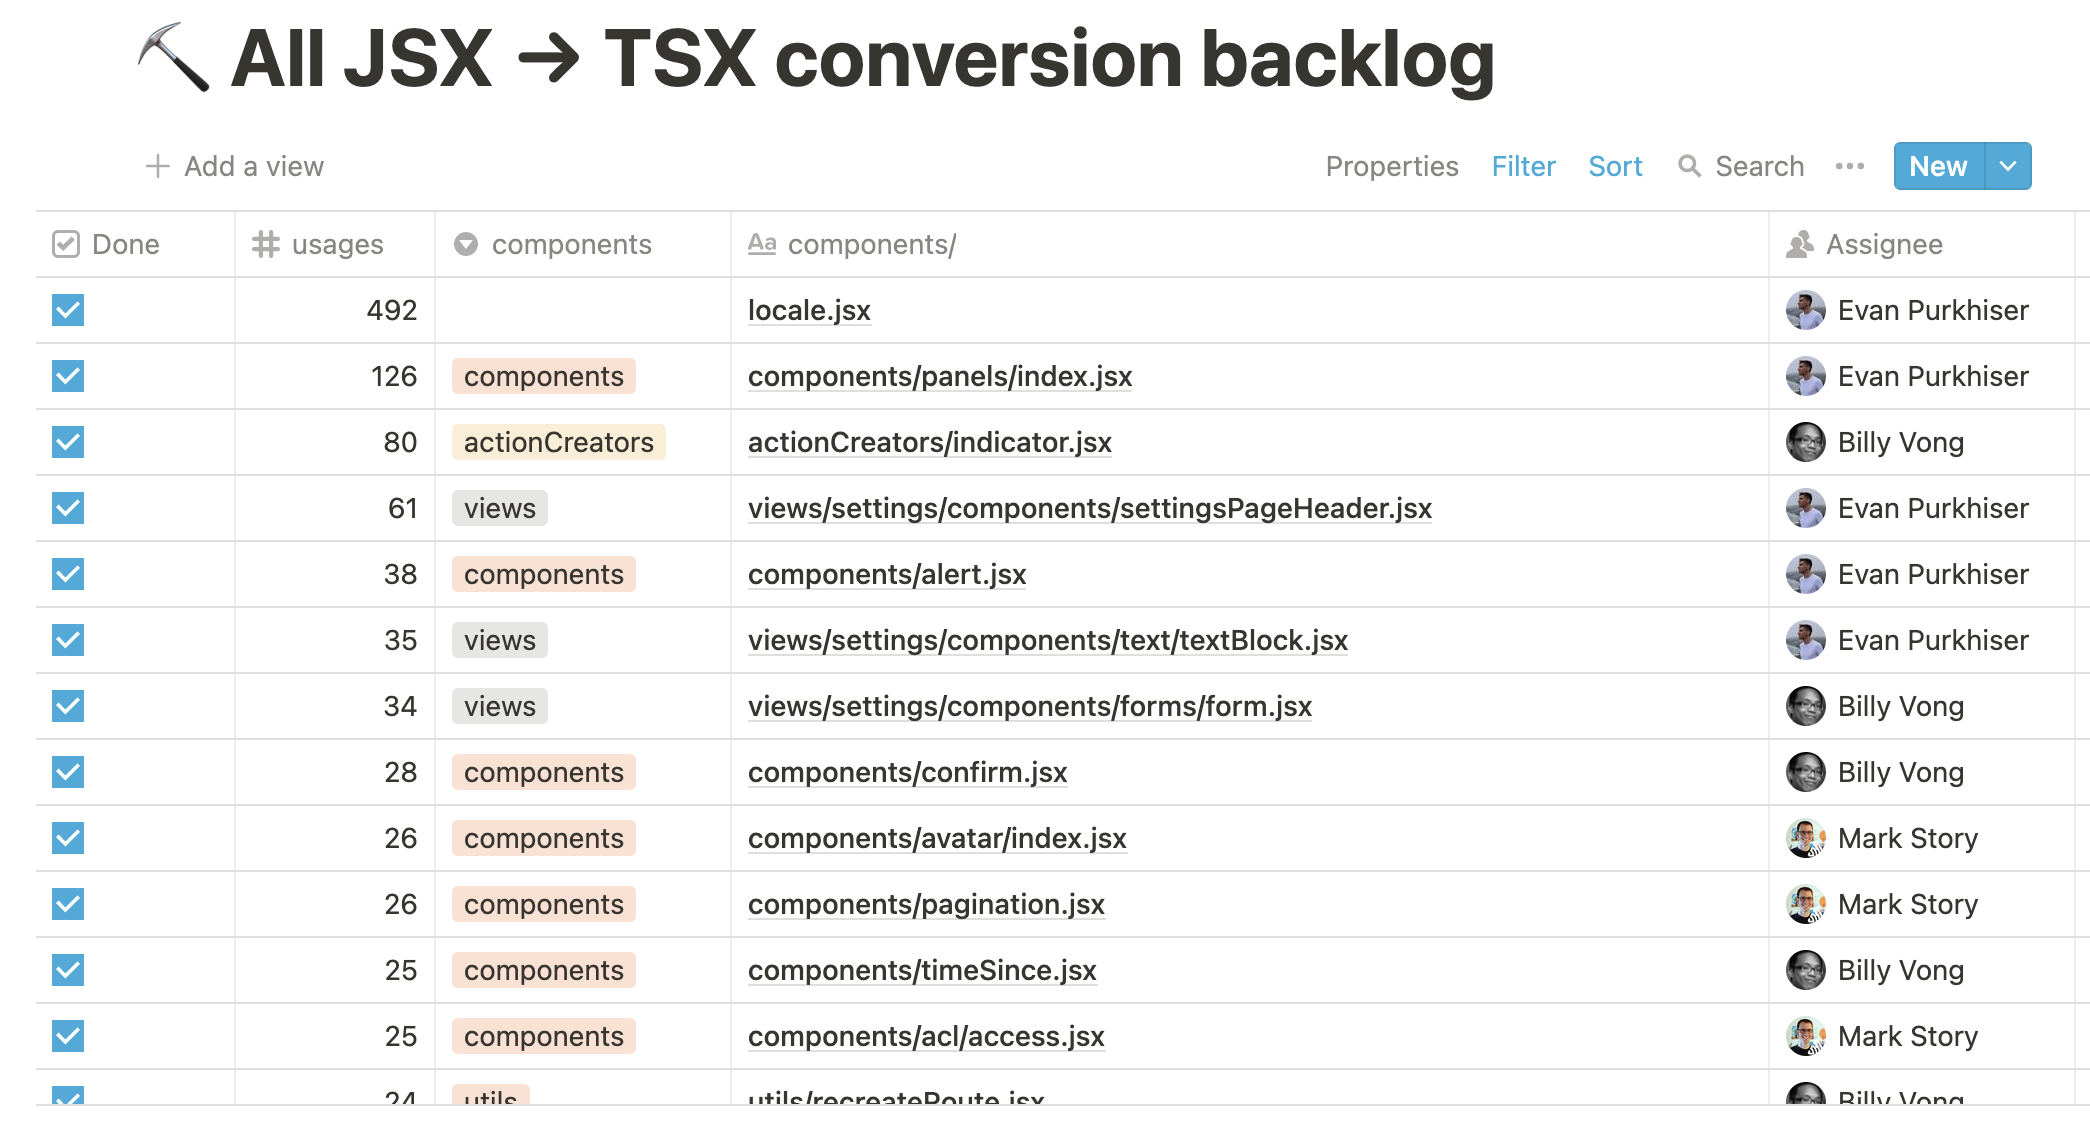 All JSX → TSX conversion backlog
Add a view Properties Filter Sort Search New
Done usages components Aa components/ Assignee
492 locale.jsx Evan Purkhiser
126 components components/panels/index.jsx Evan Purkhiser
80 actionCreators actionCreators/indicator.jsx Billy Vong
61 views views/settings/components/settingsPageHeader.jsx Evan Purkhiser
38 components components/alert.jsx Evan Purkhiser
35 views views/settings/components/text/textBlock.jsx Evan Purkhiser
34 views views/settings/components/forms/form.jsx Billy Vong
28 components components/confirm.jsx Billy Vong
26 components components/avatar/index.jsx Mark Story
26 components components/pagination.jsx Mark Story
25 components components/timeSince.jsx Billy Vong
25 components components/acl/access.jsx Mark Story
24 utils utils/recreateRoute.jsx Billy Vong